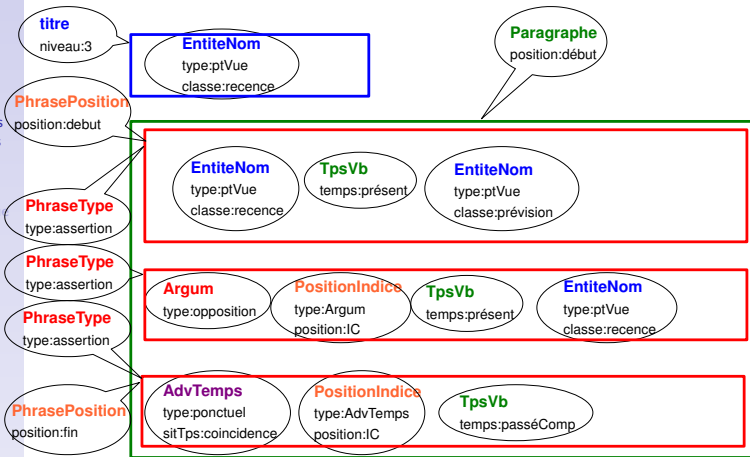 titre
niveau:3
EntiteNom
type:ptVue
classe:recence
Paragraphe
position:début
PhrasePosition
position:debut
EntiteNom
type:ptVue
classe:recence
TpsVb
temps:présent
EntiteNom
type:ptVue
classe:prévision
PhraseType
type:assertion
PhraseType
type:assertion
Argum
type:opposition
PositionIndice
type:Argum
position:IC
TpsVb
temps:présent
EntiteNom
type:ptVue
classe:recence
PhraseType
type:assertion
AdvTemps
type:ponctuel
sitTps:coincidence
PositionIndice
type:AdvTemps
position:IC
TpsVb
temps:passéComp
PhrasePosition
position:fin